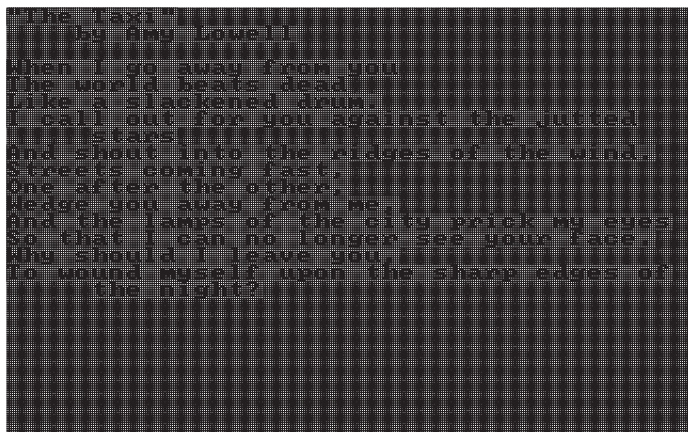 "The Taxi"
by Amy Lowell
When I go away from you
The world beats dead
Like a slackened drum.
I call out for you against the jutted
stars
And shout into the ridges of the wind.
Streets coming fast,
One after the other,
Wedge you away from me,
And the lamps of the city prick my eyes
So that I can no longer see your face.
Why should I leave you,
To wound myself upon the sharp edges of
the night?